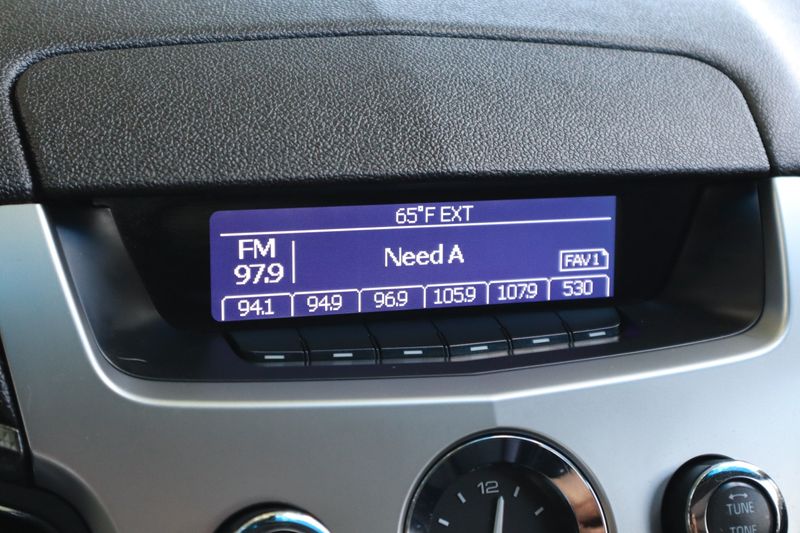 65°F EXT
FM
97.9
Need A
FAV 1
94.1 94.9 96.9 105.9 107.9 530
12
TUNE
TONE